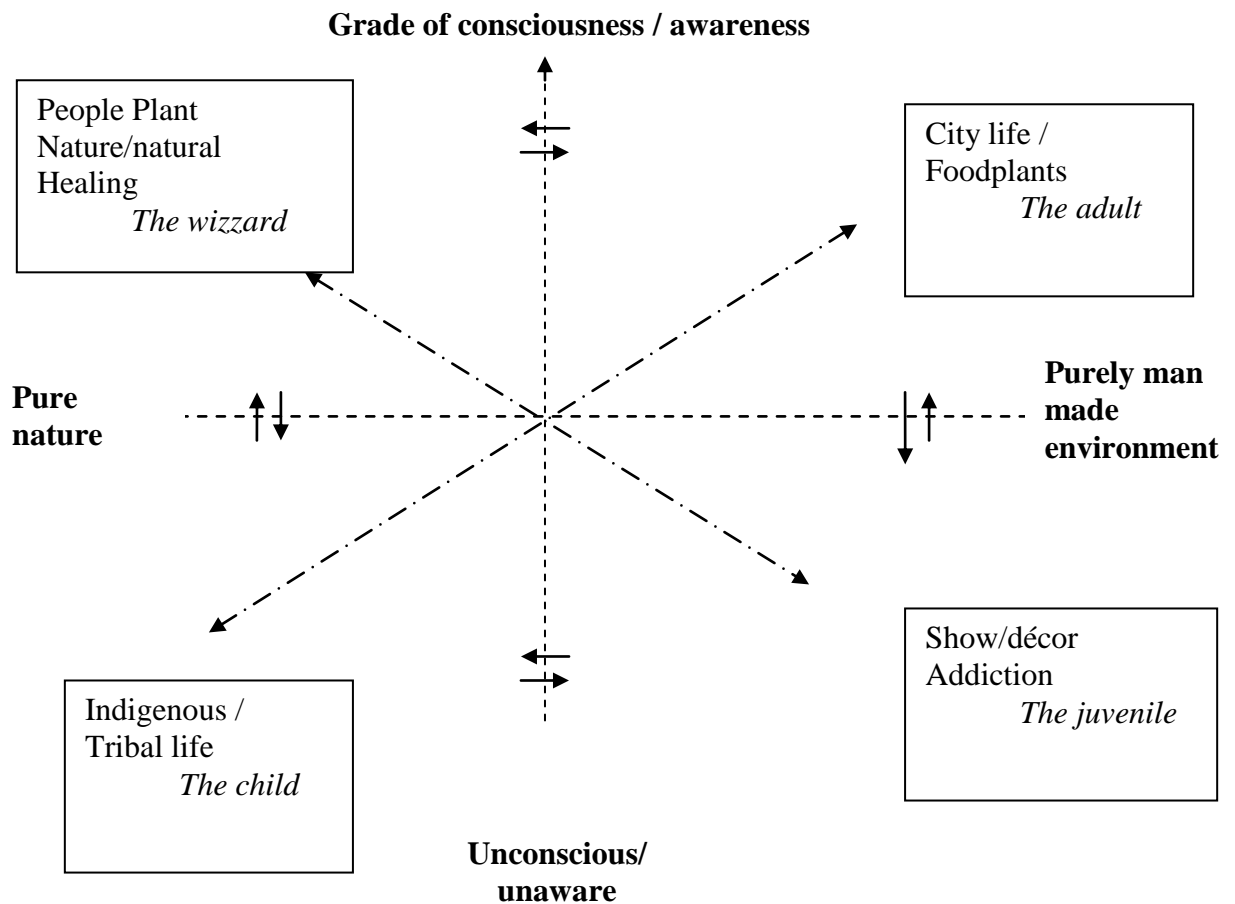 Grade of consciousness / awareness
People Plant
Nature/natural
Healing
The wizzard
City life /
Foodplants
The adult
Pure
nature
Purely man
made
environment
Indigenous /
Tribal life
The child
Show/décor
Addiction
The juvenile
Unconscious/
unaware